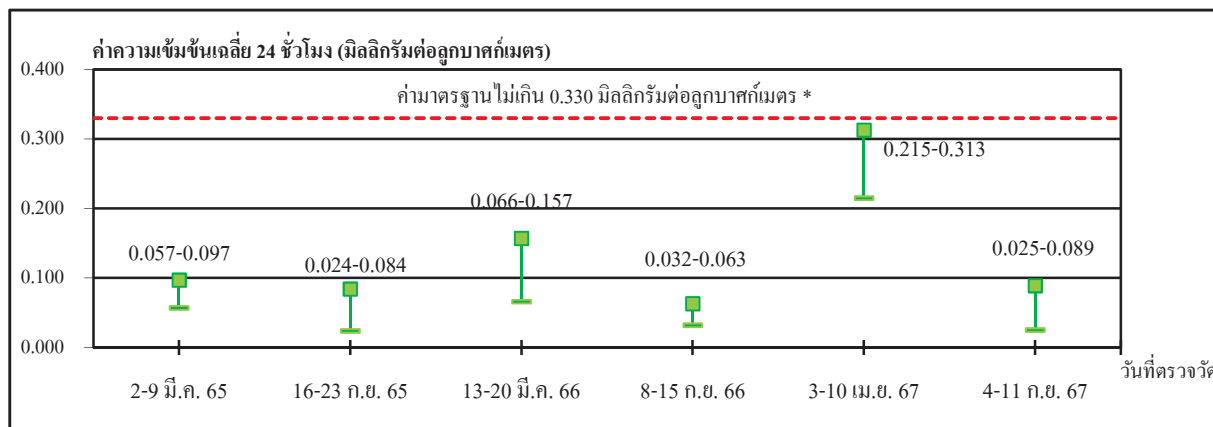 ค่าความเข้มข้นเฉลี่ย 24 ชั่วโมง (มิลลิกรัมต่อลูกบาศก์เมตร)
0.400
ค่ามาตรฐานไม่เกิน 0.330 มิลลิกรัมต่อลูกบาศก์เมตร *
0.300
0.215-0.313
0.200
0.066-0.157
0.057-0.097
0.024-0.084
0.032-0.063
0.025-0.089
0.100
0.000
วันที่ตรวจวัด
2-9 มี.ค. 65 16-23 ก.ย. 65 13-20 มี.ค. 66 8-15 ก.ย. 66 3-10 เม.ย. 67 4-11 ก.ย. 67